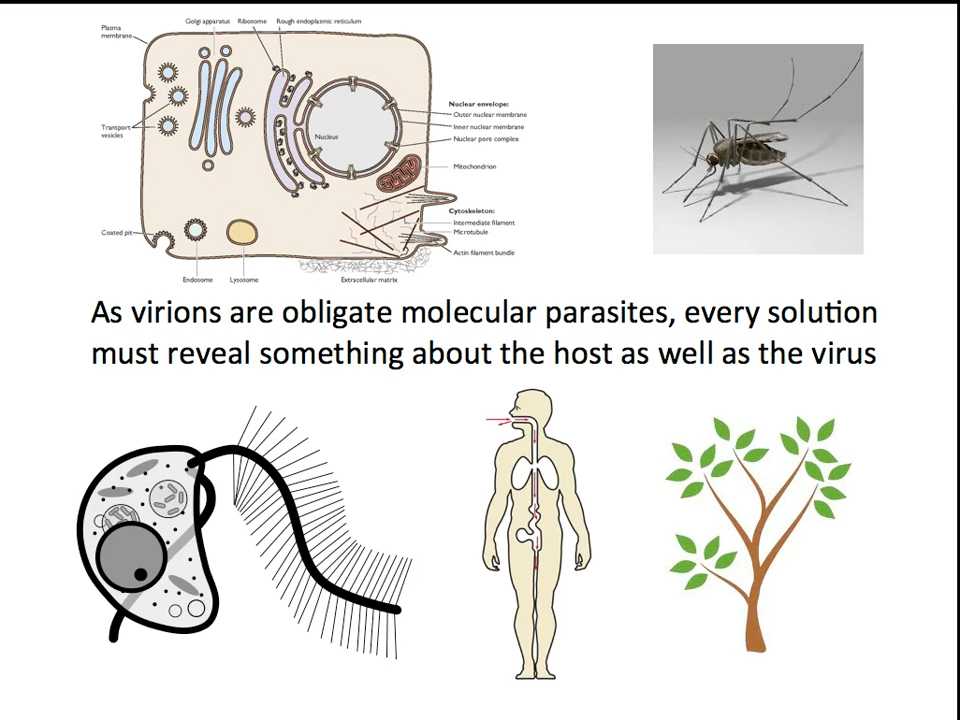 Golgi apparatus Ribosome Rough endoplasmic reticulum
Plasma
membrane
Nuclear envelope:
Outer nuclear membrane
Inner nuclear membrane
Nuclear pore complex
Transport
vesicles
Nucleus
Mitochondrion
Cytoskeleton:
Intermediate filament
Microtubule
Coated pit
Actin filament bundle
Endosome Lysosome Extracellular matrix
As virions are obligate molecular parasites, every solution
must reveal something about the host as well as the virus